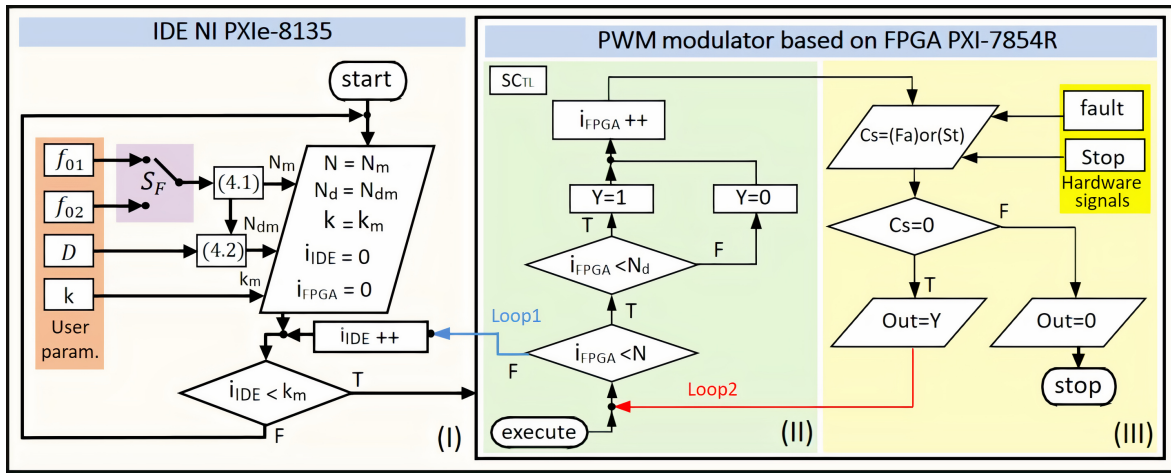 IDE NI PXIe-8135
start
f01
f02
D
k
User
param.
SF
(4.1)
(4.2)
Nm
Ndm
km
N = Nm
Nd = Ndm
k = km
iIDE = 0
iFPGA = 0
iIDE ++
iIDE < km
T
F
(I)
PWM modulator based on FPGA PXI-7854R
SCTL
iFPGA ++
Y=1
Y=0
T
F
iFPGA <Nd
T
Loop1
iFPGA <N
F
Loop2
execute
(II)
fault
Cs=(Fa)or(St)
Stop
Hardware
signals
Cs=0
F
T
Out=Y
Out=0
stop
(III)